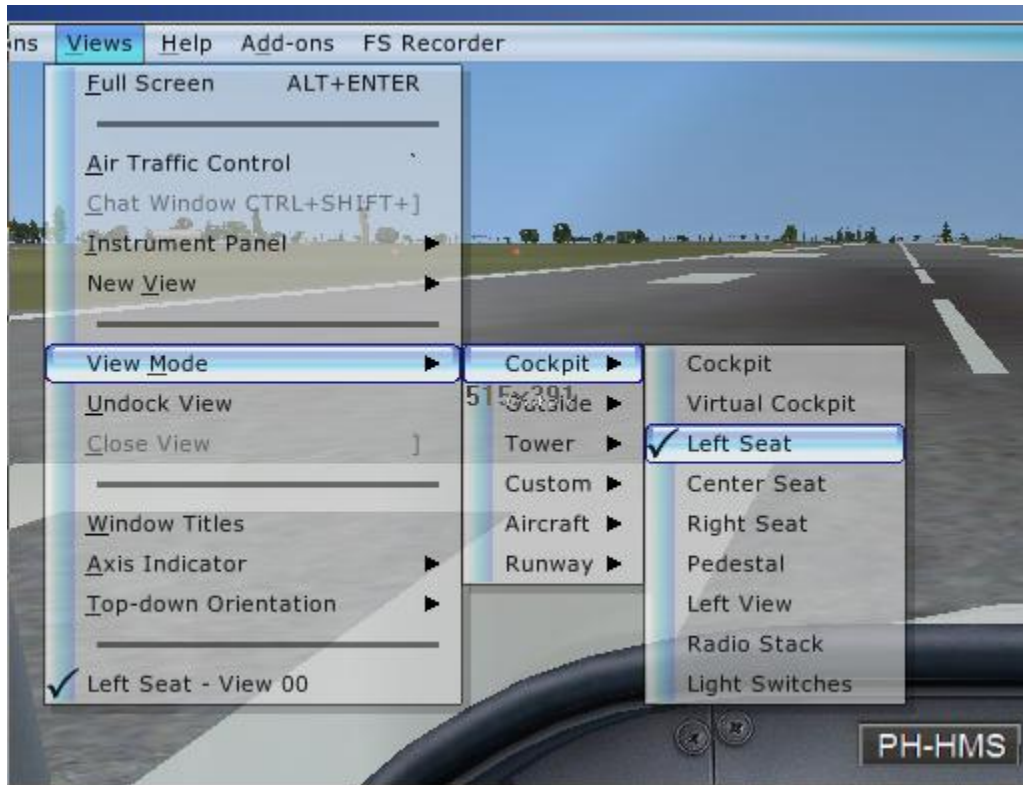 ns Views Help Add-ons FS Recorder
Full Screen ALT+ENTER
Air Traffic Control `
Chat Window CTRL+SHIFT+]
Instrument Panel
New View
View Mode
Undock View
Close View ]
Window Titles
Axis Indicator
Top-down Orientation
Left Seat - View 00
Cockpit
Outside
Tower
Custom
Aircraft
Runway
515x391
Cockpit
Virtual Cockpit
Left Seat
Center Seat
Right Seat
Pedestal
Left View
Radio Stack
Light Switches
PH-HMS